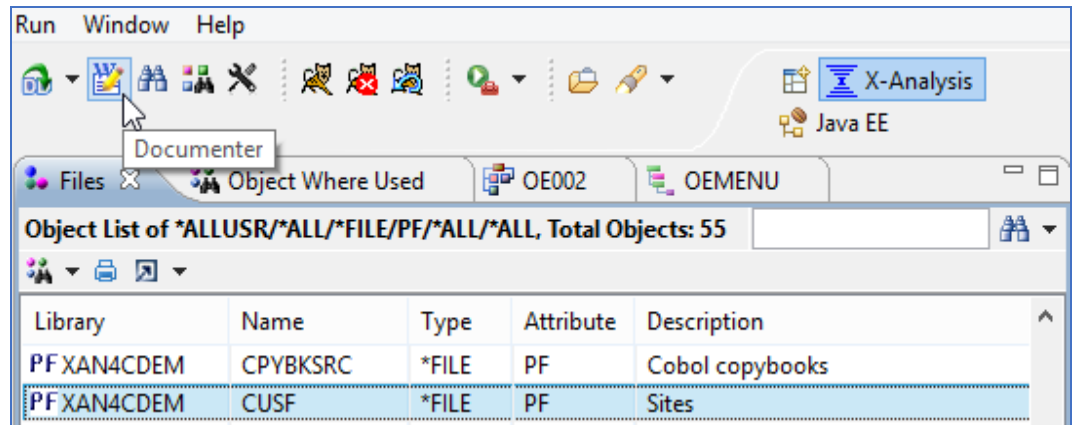 Run Window Help
X-Analysis
Java EE
Documenter
Files Object Where Used OE002 OEMENU
Object List of *ALLUSR/*ALL/*FILE/PF/*ALL/*ALL, Total Objects: 55
Library Name Type Attribute Description
PF XAN4CDEM CPYBKSRC *FILE PF Cobol copybooks
PF XAN4CDEM CUSF *FILE PF Sites